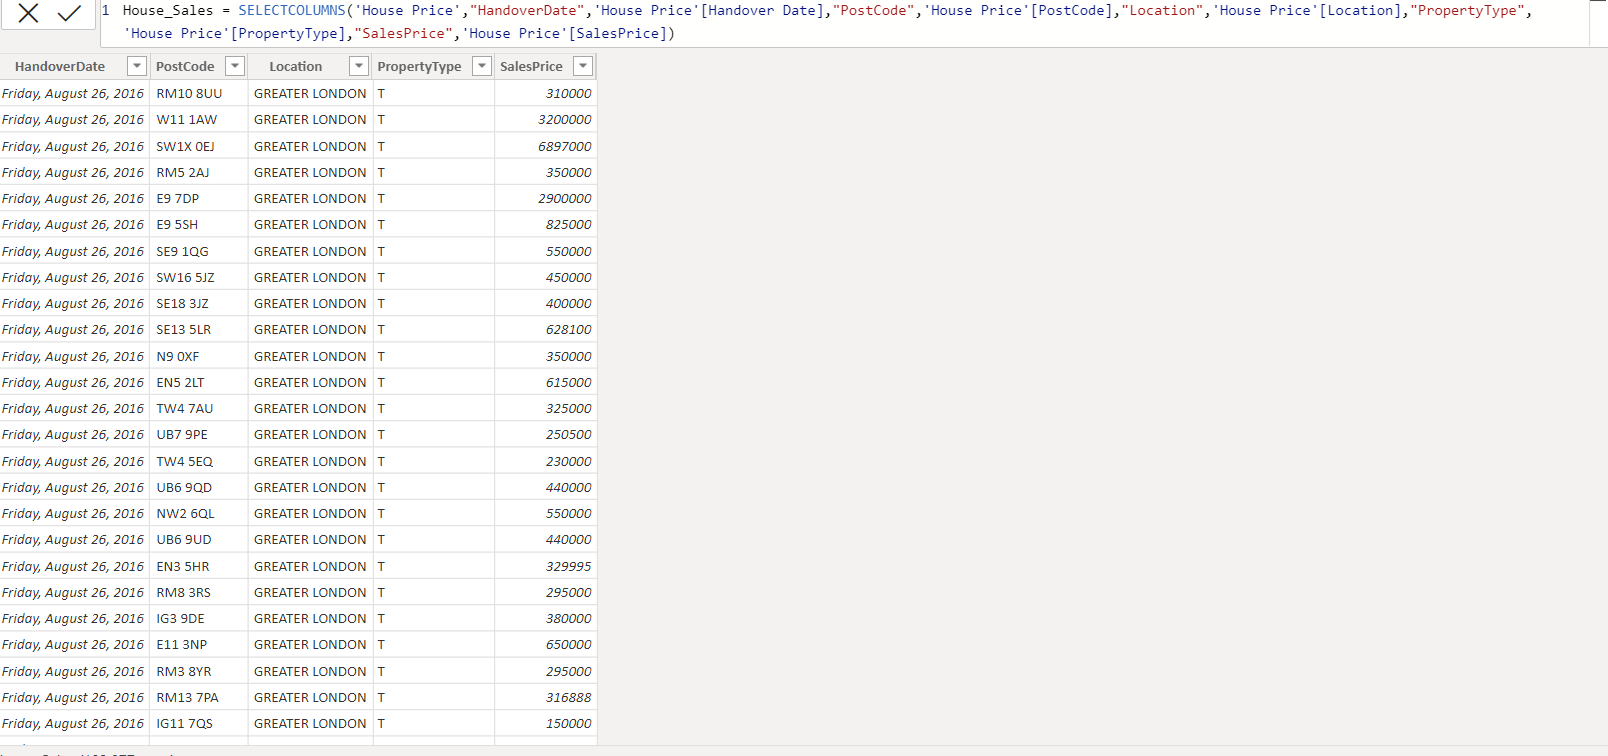 1 House_Sales = SELECTCOLUMNS('House Price',"HandoverDate",'House Price'[Handover Date],"PostCode",'House Price'[PostCode],"Location",'House Price'[Location],"PropertyType",
'House Price'[PropertyType],"SalesPrice",'House Price'[SalesPrice])
HandoverDate PostCode Location PropertyType SalesPrice
Friday, August 26, 2016 RM10 8UU GREATER LONDON T 310000
Friday, August 26, 2016 W11 1AW GREATER LONDON T 3200000
Friday, August 26, 2016 SW1X 0EJ GREATER LONDON T 6897000
Friday, August 26, 2016 RM5 2AJ GREATER LONDON T 350000
Friday, August 26, 2016 E9 7DP GREATER LONDON T 2900000
Friday, August 26, 2016 E9 5SH GREATER LONDON T 825000
Friday, August 26, 2016 SE9 1QG GREATER LONDON T 550000
Friday, August 26, 2016 SW16 5JZ GREATER LONDON T 450000
Friday, August 26, 2016 SE18 3JZ GREATER LONDON T 400000
Friday, August 26, 2016 SE13 5LR GREATER LONDON T 628100
Friday, August 26, 2016 N9 0XF GREATER LONDON T 350000
Friday, August 26, 2016 EN5 2LT GREATER LONDON T 615000
Friday, August 26, 2016 TW4 7AU GREATER LONDON T 325000
Friday, August 26, 2016 UB7 9PE GREATER LONDON T 250500
Friday, August 26, 2016 TW4 5EQ GREATER LONDON T 230000
Friday, August 26, 2016 UB6 9QD GREATER LONDON T 440000
Friday, August 26, 2016 NW2 6QL GREATER LONDON T 550000
Friday, August 26, 2016 UB6 9UD GREATER LONDON T 440000
Friday, August 26, 2016 EN3 5HR GREATER LONDON T 329995
Friday, August 26, 2016 RM8 3RS GREATER LONDON T 295000
Friday, August 26, 2016 IG3 9DE GREATER LONDON T 380000
Friday, August 26, 2016 E11 3NP GREATER LONDON T 650000
Friday, August 26, 2016 RM3 8YR GREATER LONDON T 295000
Friday, August 26, 2016 RM13 7PA GREATER LONDON T 316888
Friday, August 26, 2016 IG11 7QS GREATER LONDON T 150000